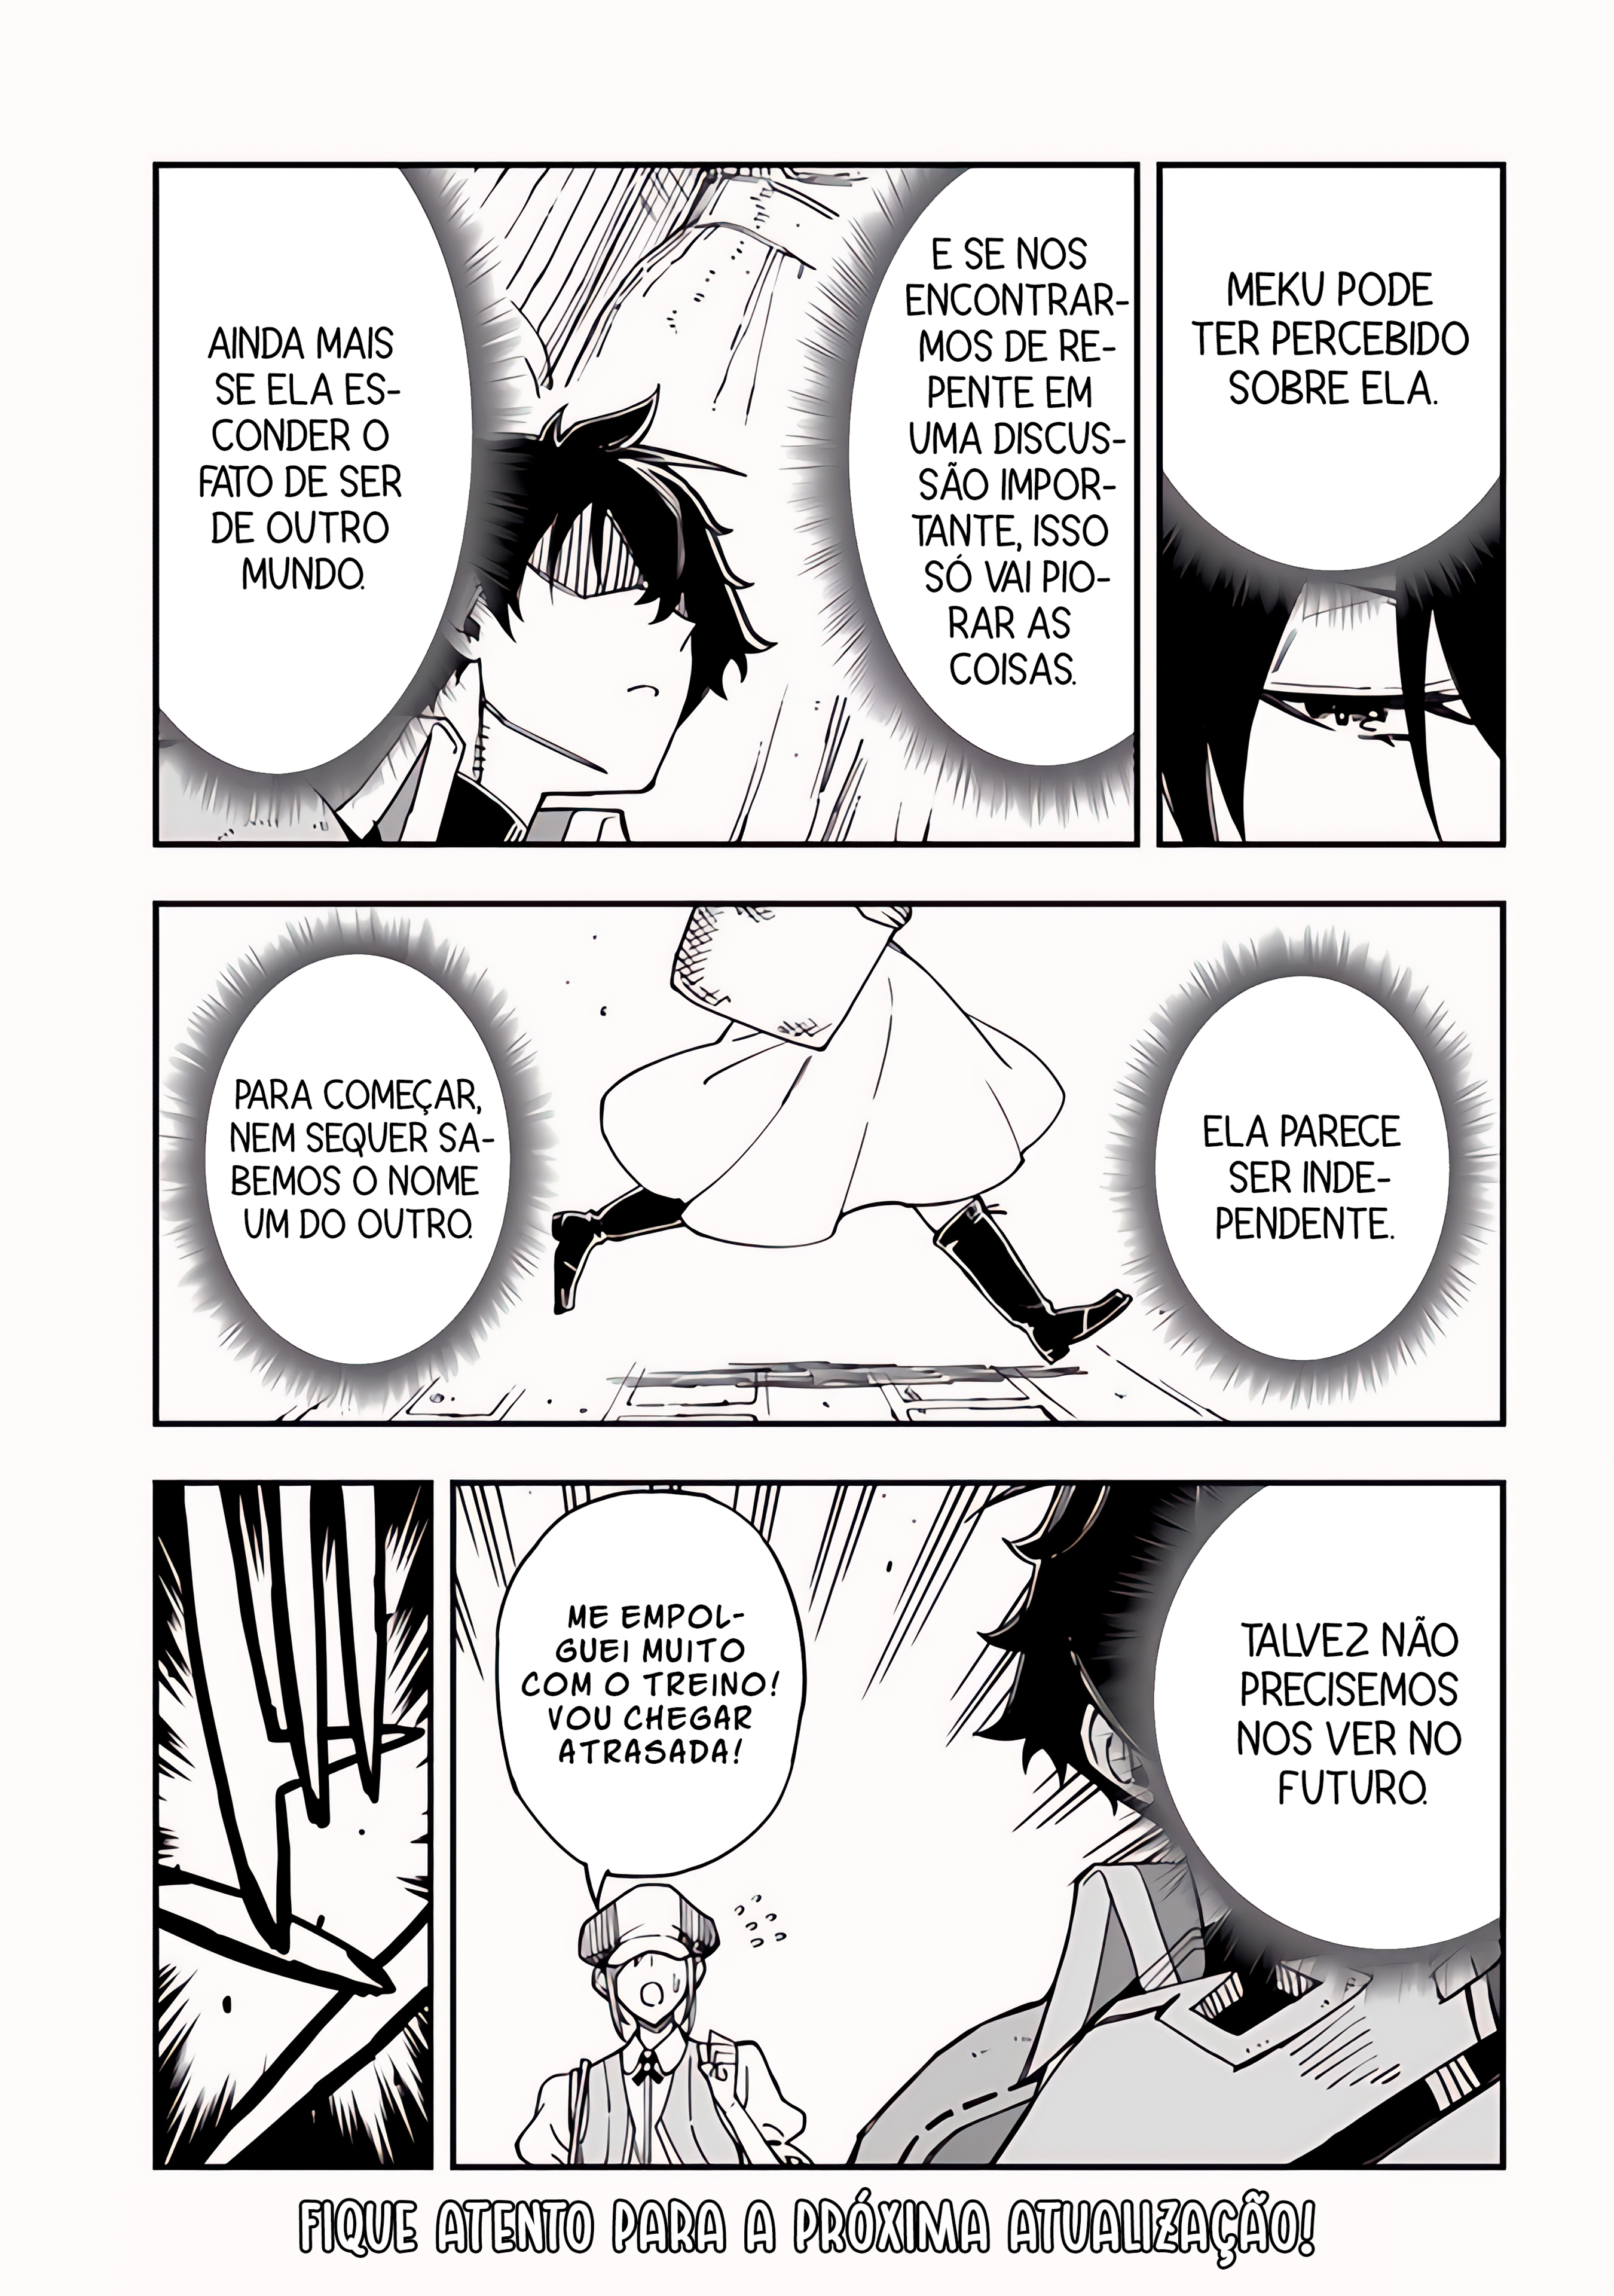 MEKU PODE
TER PERCEBIDO
SOBRE ELA.
E SE NOS
ENCONTRAR-
MOS DE RE-
PENTE EM
UMA DISCUS-
SÃO IMPOR-
TANTE, ISSO
SÓ VAI PIO-
RAR AS
COISAS.
AINDA MAIS
SE ELA ES-
CONDER O
FATO DE SER
DE OUTRO
MUNDO.
ELA PARECE
SER INDE-
PENDENTE.
PARA COMEÇAR,
NEM SEQUER SA-
BEMOS O NOME
UM DO OUTRO.
TALVEZ NÃO
PRECISEMOS
NOS VER NO
FUTURO.
ME EMPOL-
GUEI MUITO
COM O TREINO!
VOU CHEGAR
ATRASADA!
FIQUE ATENTO PARA A PRÓXIMA ATUALIZAÇÃO!